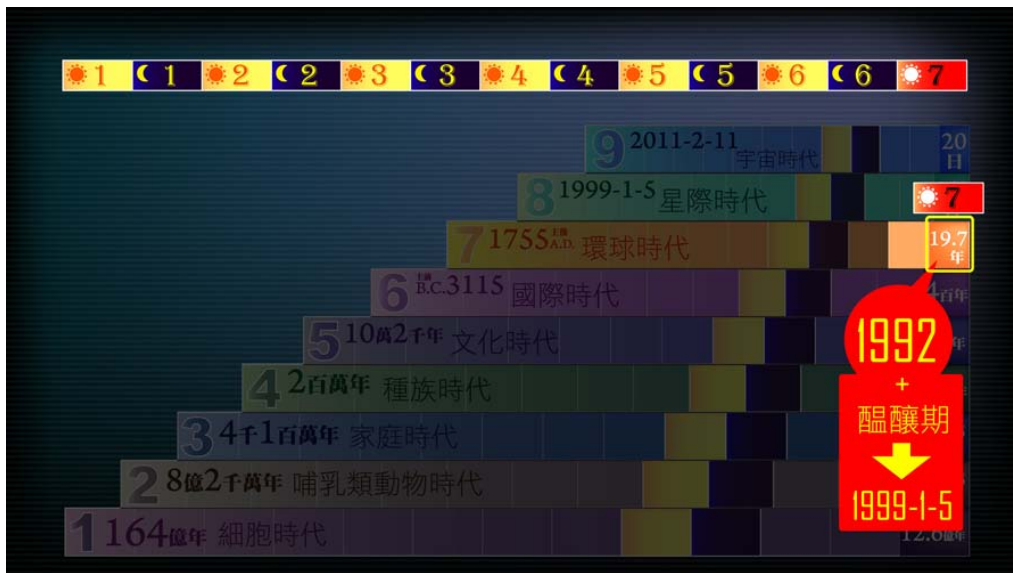 1 1 2 2 3 3 4 4 5 5 6 6 7
9 2011-2-11 宇宙時代 20日
8 1999-1-5 星際時代 7
7 1755 A.D. 環球時代 19.7年
6 B.C.3115 國際時代 百年
5 10萬2千年 文化時代 年
4 2百萬年 種族時代
3 4千1百萬年 家庭時代
2 8億2千萬年 哺乳類動物時代
1 164億年 細胞時代 12.6億年
1992
+
醞釀期
1999-1-5